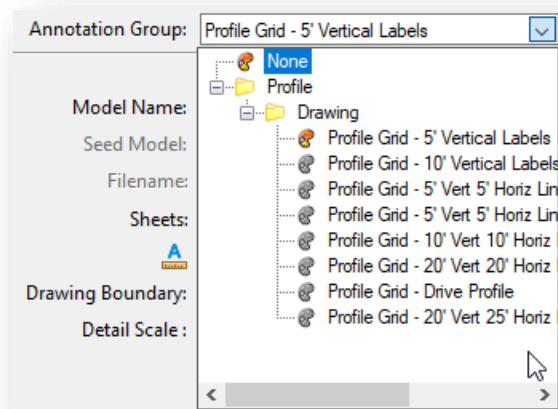 Annotation Group: Profile Grid - 5' Vertical Labels
None
Profile
Drawing
Model Name: Profile Grid - 5' Vertical Labels
Seed Model: Profile Grid - 10' Vertical Labels
Filename: Profile Grid - 5' Vert 5' Horiz Lin
Sheets: Profile Grid - 5' Vert 5' Horiz Lin
A Profile Grid - 10' Vert 10' Horiz
Profile Grid - 20' Vert 20' Horiz
Drawing Boundary: Profile Grid - Drive Profile
Detail Scale : Profile Grid - 20' Vert 25' Horiz